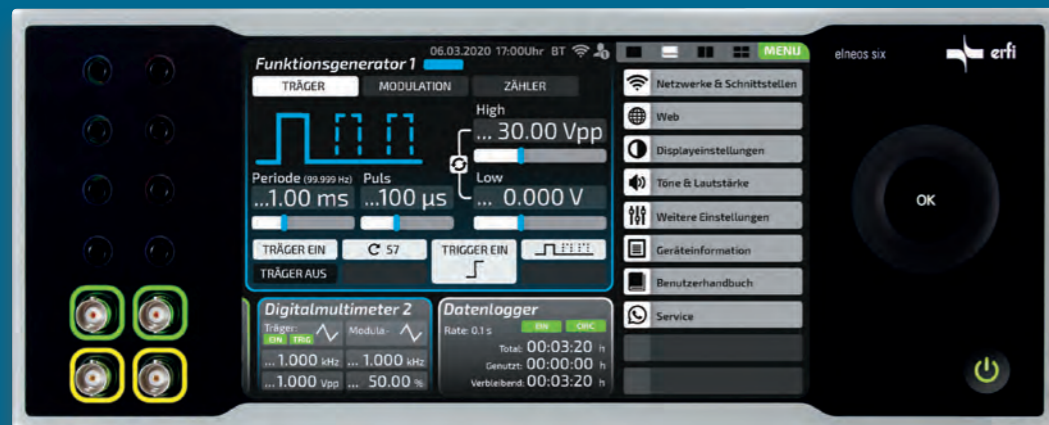 06.03.2020 17:00Uhr BT
Funktionsgenerator 1
TRÄGER MODULATION ZÄHLER
High
... 30.00 Vpp
Periode (99.999 Hz) Puls Low
...1.00 ms ...100 µs ... 0.000 V
TRÄGER EIN 57 TRIGGER EIN
TRÄGER AUS
Digitalmultimeter 2
Träger: Modula-
EIN TRIG
... 1.000 kHz ... 1.000 kHz
... 1.000 Vpp ... 50.00 %
Datenlogger
Rate: 0.1 s
Total: 00:03:20 h
Genutzt: 00:00:00 h
Verbleibend: 00:03:20 h
MENU
Netzwerke & Schnittstellen
Web
Displayeinstellungen
Töne & Lautstärke
Weitere Einstellungen
Geräteinformation
Benutzerhandbuch
Service
elneos six erfi
OK